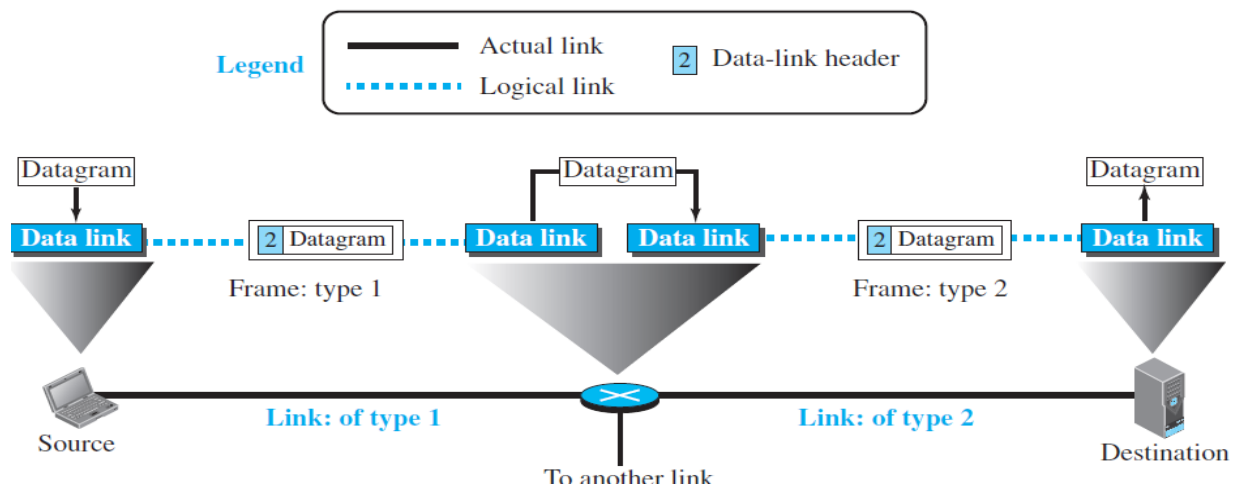 Legend
Actual link
Logical link
2 Data-link header
Datagram
Datagram
Datagram
Data link
2 Datagram
Data link
Data link
2 Datagram
Data link
Frame: type 1
Frame: type 2
Link: of type 1
Link: of type 2
Source
Destination
To another link